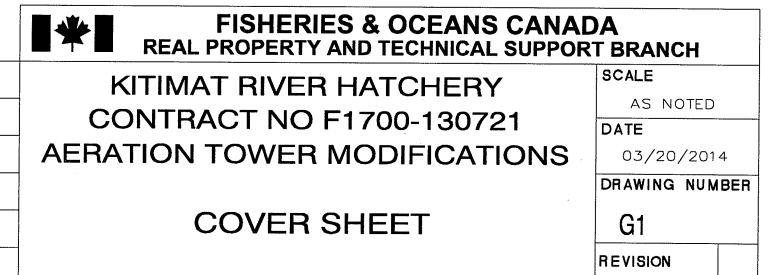 FISHERIES & OCEANS CANADA
REAL PROPERTY AND TECHNICAL SUPPORT BRANCH
KITIMAT RIVER HATCHERY
CONTRACT NO F1700-130721
AERATION TOWER MODIFICATIONS
COVER SHEET
SCALE
AS NOTED
DATE
03/20/2014
DRAWING NUMBER
G1
REVISION